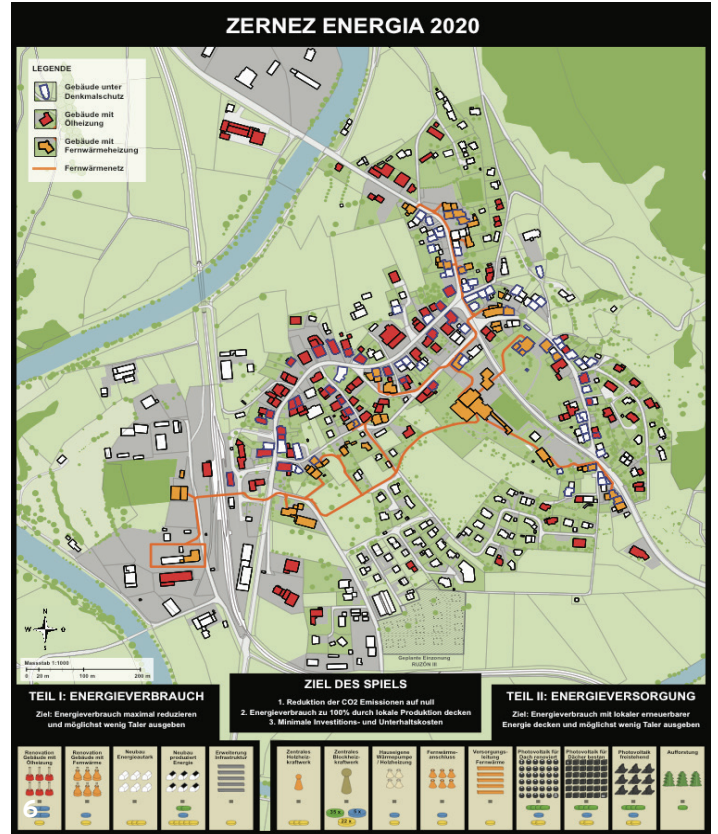 ZERNEZ ENERGIA 2020
LEGENDE
Gebäude unter
Denkmalschutz
Gebäude mit
Ölheizung
Gebäude mit
Fernwärmeheizung
Fernwärmenetz
N
W
O
S
Massstab 1:1000
0 20 m 100 m 200 m
Geplante Einzonung
RUZÖN III
ZIEL DES SPIELS
1. Reduktion der CO2 Emissionen auf null
2. Energieverbrauch zu 100% durch lokale Produktion decken
3. Minimale Investitions- und Unterhaltskosten
TEIL I: ENERGIEVERBRAUCH
Ziel: Energieverbrauch maximal reduzieren
und möglichst wenig Taler ausgeben
TEIL II: ENERGIEVERSORGUNG
Ziel: Energieverbrauch mit lokaler erneuerbarer
Energie decken und möglichst wenig Taler ausgeben
Renovation
Gebäude mit
Ölheizung
Renovation
Gebäude mit
Fernwärme
Neubau
Energieautark
Neubau
produziert
Energie
Erweiterung
Infrastruktur
Zentrales
Holzheiz-
kraftwerk
Zentrales
Blockheiz-
kraftwerk
Hauseigene
Wärmepumpe
/ Holzheizung
Fernwärme-
anschluss
Versorgungs-
leitung
Fernwärme
Photovoltaik für
Dach renoviert
Photovoltaik für
Dächer bestand
Photovoltaik
freistehend
Aufforstung
6